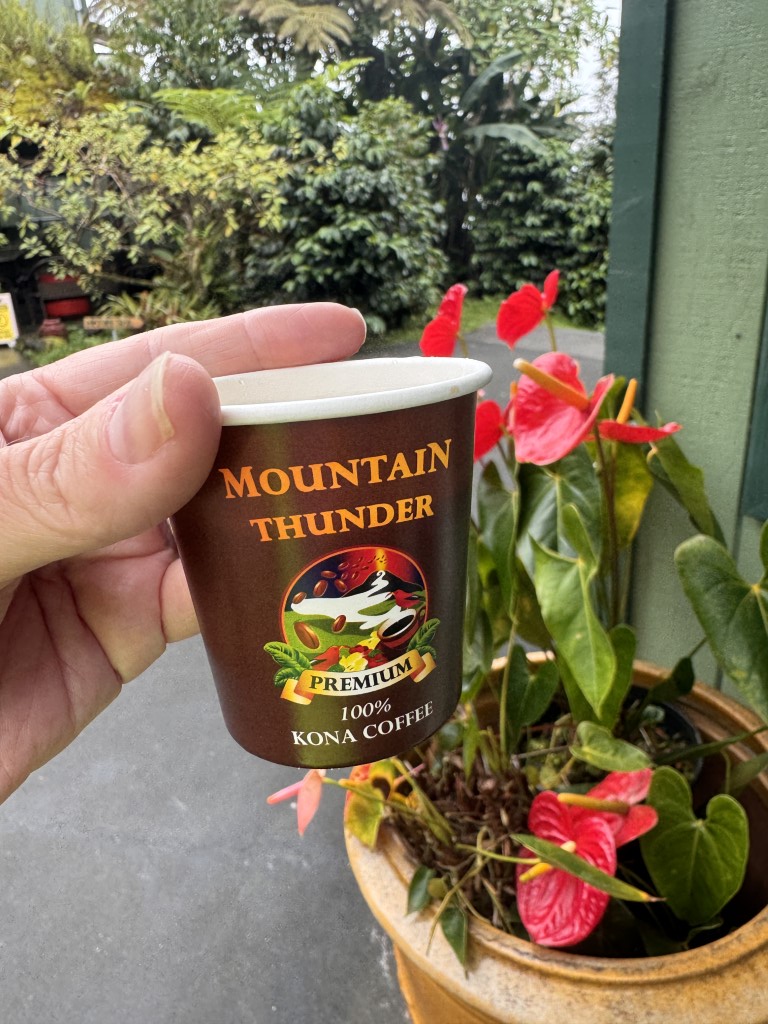 MOUNTAIN
THUNDER
PREMIUM
100%
KONA COFFEE